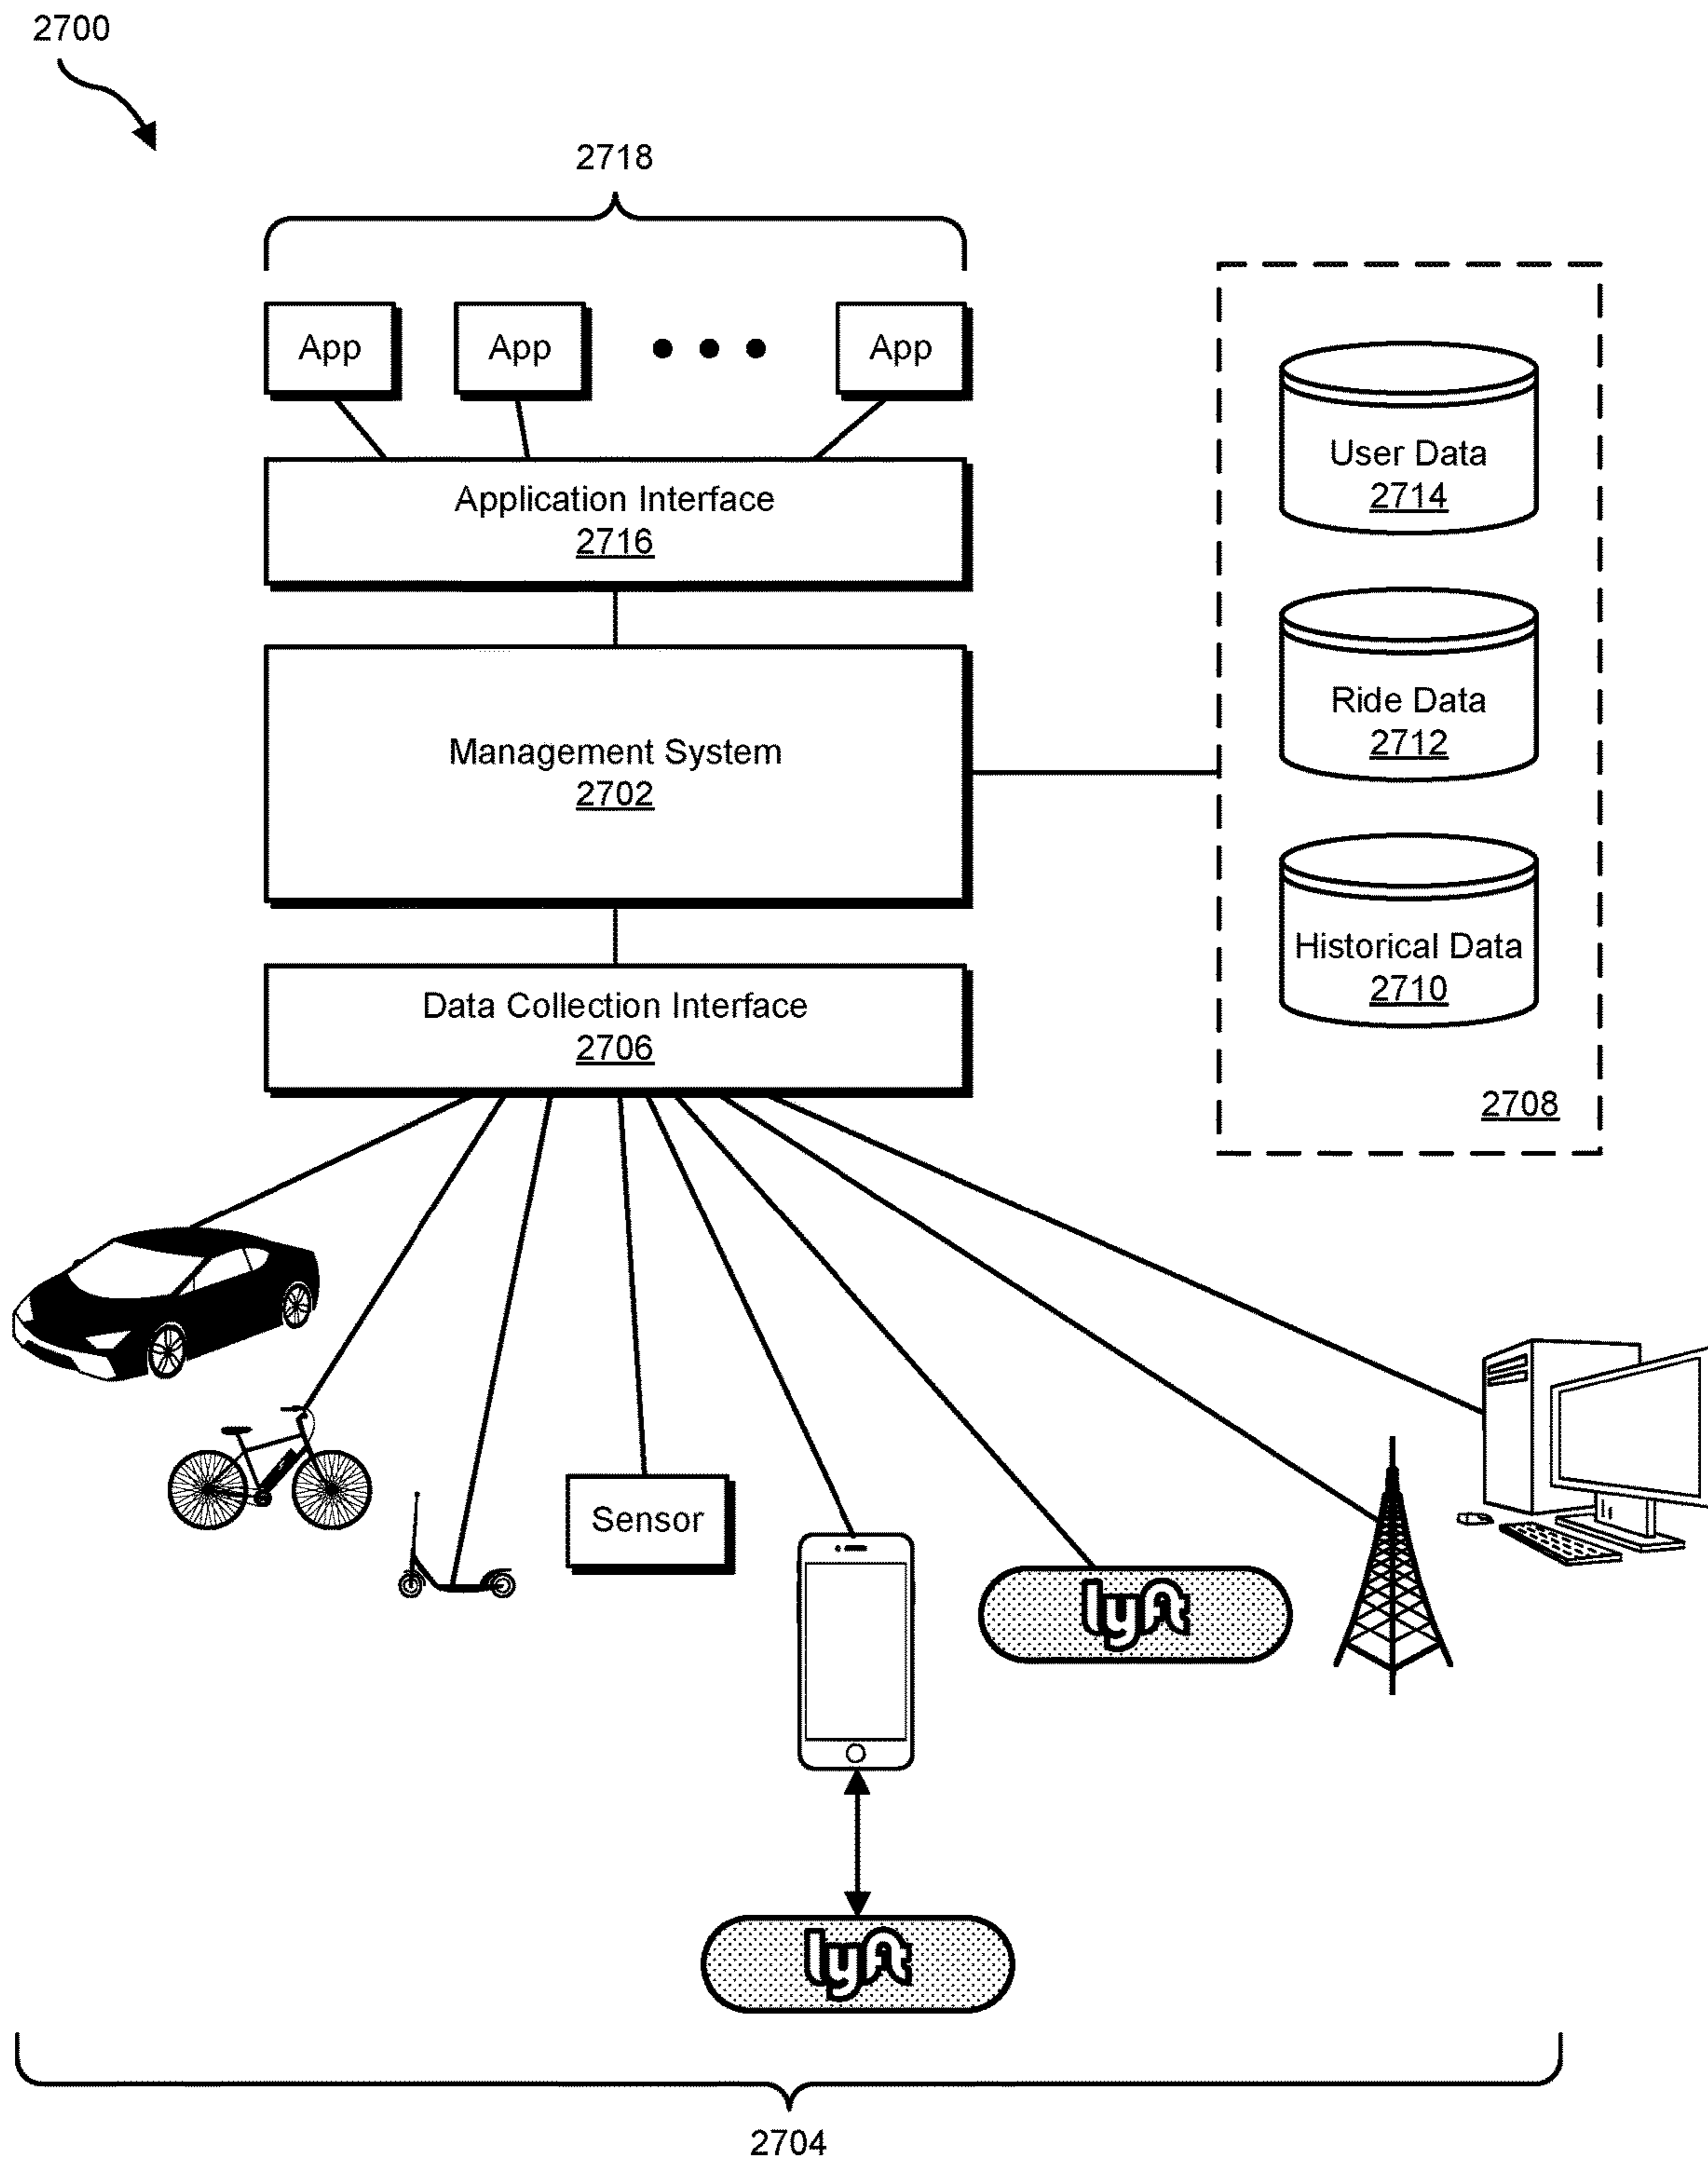 2700
2718
App
App
App
Application Interface
2716
User Data
2714
Management System
2702
Ride Data
2712
Historical Data
2710
Data Collection Interface
2706
2708
Sensor
lyft
lyft
2704